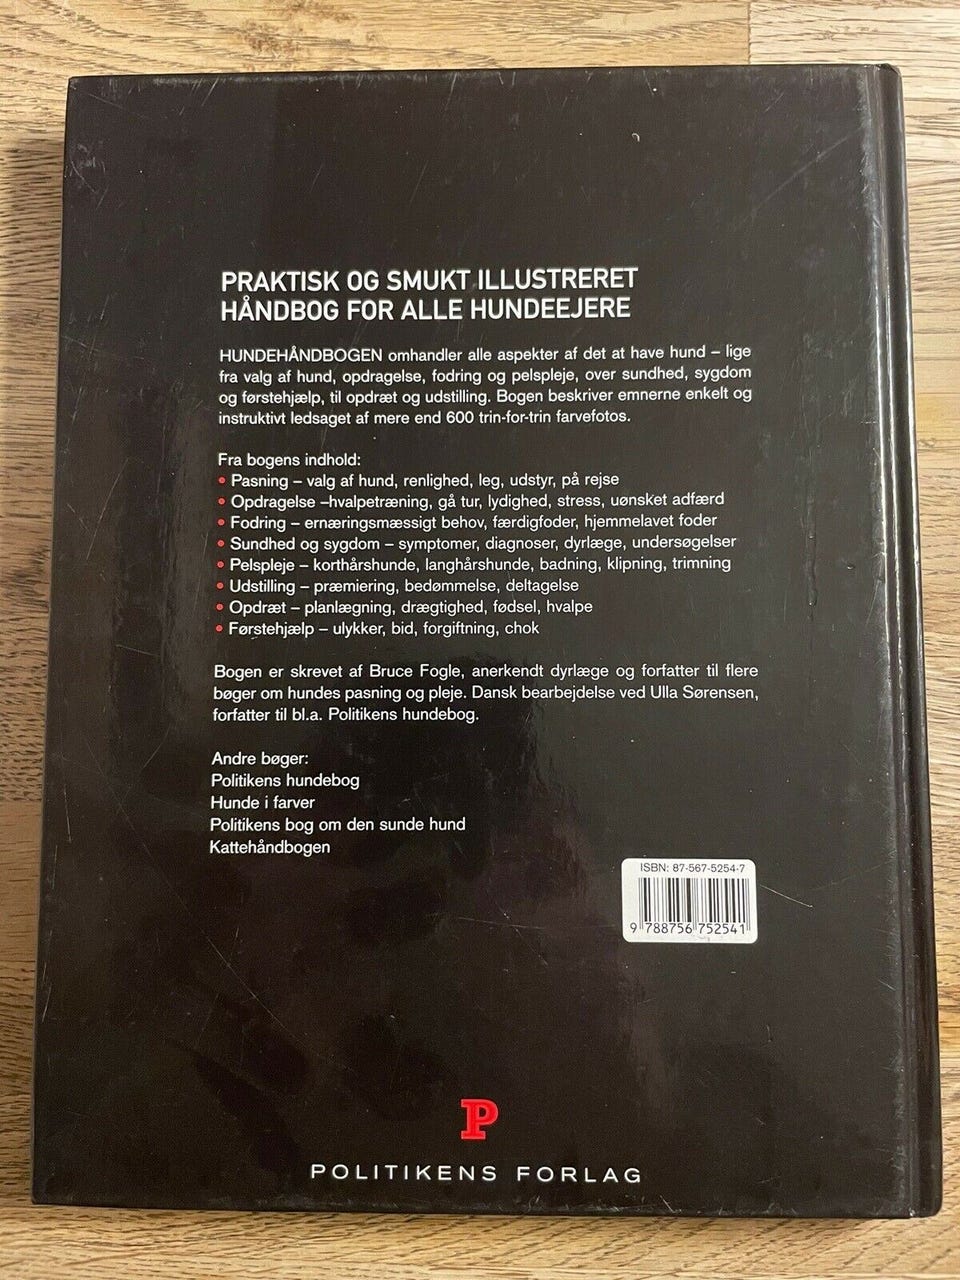 PRAKTISK OG SMUKT ILLUSTRERET
HÅNDBOG FOR ALLE HUNDEEJERE
HUNDEHÅNDBOGEN omhandler alle aspekter af det at have hund – lige
fra valg af hund, opdragelse, fodring og pelspleje, over sundhed, sygdom
og førstehjælp, til opdræt og udstilling. Bogen beskriver emnerne enkelt og
instruktivt ledsaget af mere end 600 trin-for-trin farvefotos.
Fra bogens indhold:
• Pasning – valg af hund, renlighed, leg, udstyr, på rejse
• Opdragelse –hvalpetræning, gå tur, lydighed, stress, uønsket adfærd
• Fodring – ernæringsmæssigt behov, færdigfoder, hjemmelavet foder
• Sundhed og sygdom – symptomer, diagnoser, dyrlæge, undersøgelser
• Pelspleje – korthårshunde, langhårshunde, badning, klipning, trimning
• Udstilling – præmiering, bedømmelse, deltagelse
• Opdræt – planlægning, drægtighed, fødsel, hvalpe
• Førstehjælp – ulykker, bid, forgiftning, chok
Bogen er skrevet af Bruce Fogle, anerkendt dyrlæge og forfatter til flere
bøger om hundes pasning og pleje. Dansk bearbejdelse ved Ulla Sørensen,
forfatter til bl.a. Politikens hundebog.
Andre bøger:
Politikens hundebog
Hunde i farver
Politikens bog om den sunde hund
Kattehåndbogen
ISBN: 87-567-5254-7
9 788756 752541
P
POLITIKENS FORLAG